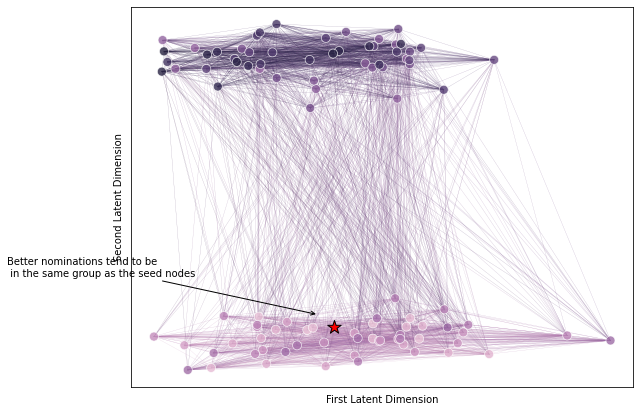 Second Latent Dimension
Better nominations tend to be
in the same group as the seed nodes
First Latent Dimension